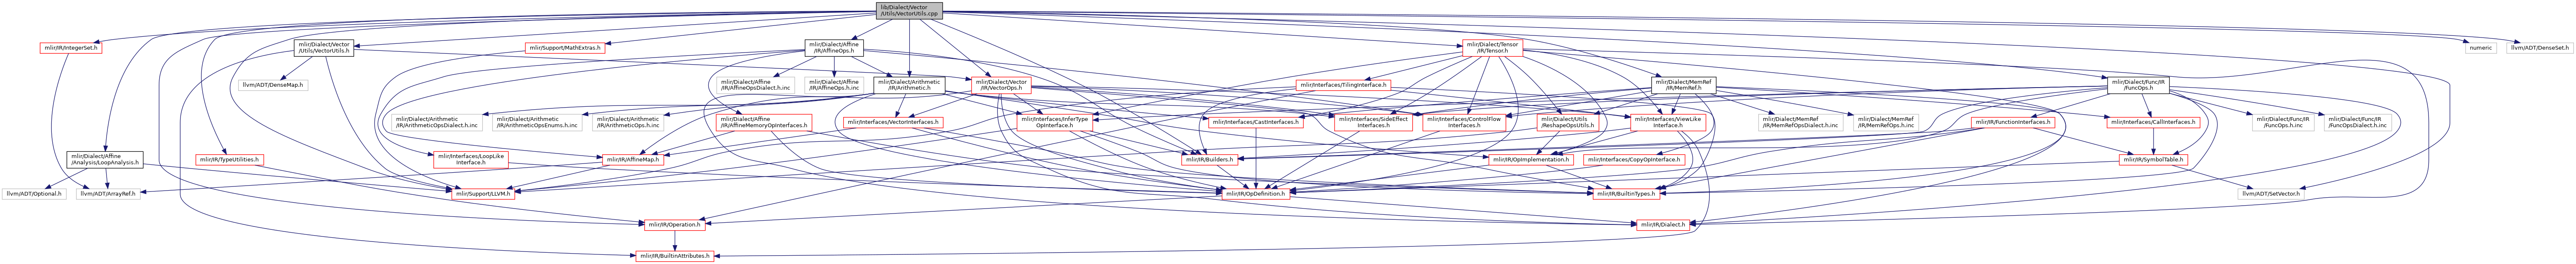 lib/Dialect/Vector
/Utils/VectorUtils.cpp
mlir/IR/IntegerSet.h
mlir/Dialect/Vector
/Utils/VectorUtils.h
mlir/Support/MathExtras.h
mlir/Dialect/Affine
/IR/AffineOps.h
mlir/Dialect/Tensor
/IR/Tensor.h
numeric
llvm/ADT/DenseSet.h
llvm/ADT/DenseMap.h
mlir/Dialect/Affine
/IR/AffineOpsDialect.h.inc
mlir/Dialect/Affine
/IR/AffineOps.h.inc
mlir/Dialect/Arithmetic
/IR/Arithmetic.h
mlir/Dialect/Vector
/IR/VectorOps.h
mlir/Interfaces/TilingInterface.h
mlir/Dialect/MemRef
/IR/MemRef.h
mlir/Dialect/Func/IR
/FuncOps.h
mlir/Dialect/Arithmetic
/IR/ArithmeticOpsDialect.h.inc
mlir/Dialect/Arithmetic
/IR/ArithmeticOpsEnums.h.inc
mlir/Dialect/Arithmetic
/IR/ArithmeticOps.h.inc
mlir/Dialect/Affine
/IR/AffineMemoryOpInterfaces.h
mlir/Interfaces/VectorInterfaces.h
mlir/Interfaces/InferType
OpInterface.h
mlir/Interfaces/CastInterfaces.h
mlir/Interfaces/SideEffect
Interfaces.h
mlir/Interfaces/ControlFlow
Interfaces.h
mlir/Dialect/Utils
/ReshapeOpsUtils.h
mlir/Interfaces/ViewLike
Interface.h
mlir/Dialect/MemRef
/IR/MemRefOpsDialect.h.inc
mlir/Dialect/MemRef
/IR/MemRefOps.h.inc
mlir/IR/FunctionInterfaces.h
mlir/Interfaces/CallInterfaces.h
mlir/Dialect/Func/IR
/FuncOps.h.inc
mlir/Dialect/Func/IR
/FuncOpsDialect.h.inc
mlir/Dialect/Affine
/Analysis/LoopAnalysis.h
mlir/IR/TypeUtilities.h
mlir/Interfaces/LoopLike
Interface.h
mlir/IR/AffineMap.h
mlir/IR/Builders.h
mlir/IR/OpImplementation.h
mlir/Interfaces/CopyOpInterface.h
mlir/IR/SymbolTable.h
llvm/ADT/Optional.h
llvm/ADT/ArrayRef.h
mlir/Support/LLVM.h
mlir/IR/OpDefinition.h
mlir/IR/BuiltinTypes.h
llvm/ADT/SetVector.h
mlir/IR/Operation.h
mlir/IR/Dialect.h
mlir/IR/BuiltinAttributes.h